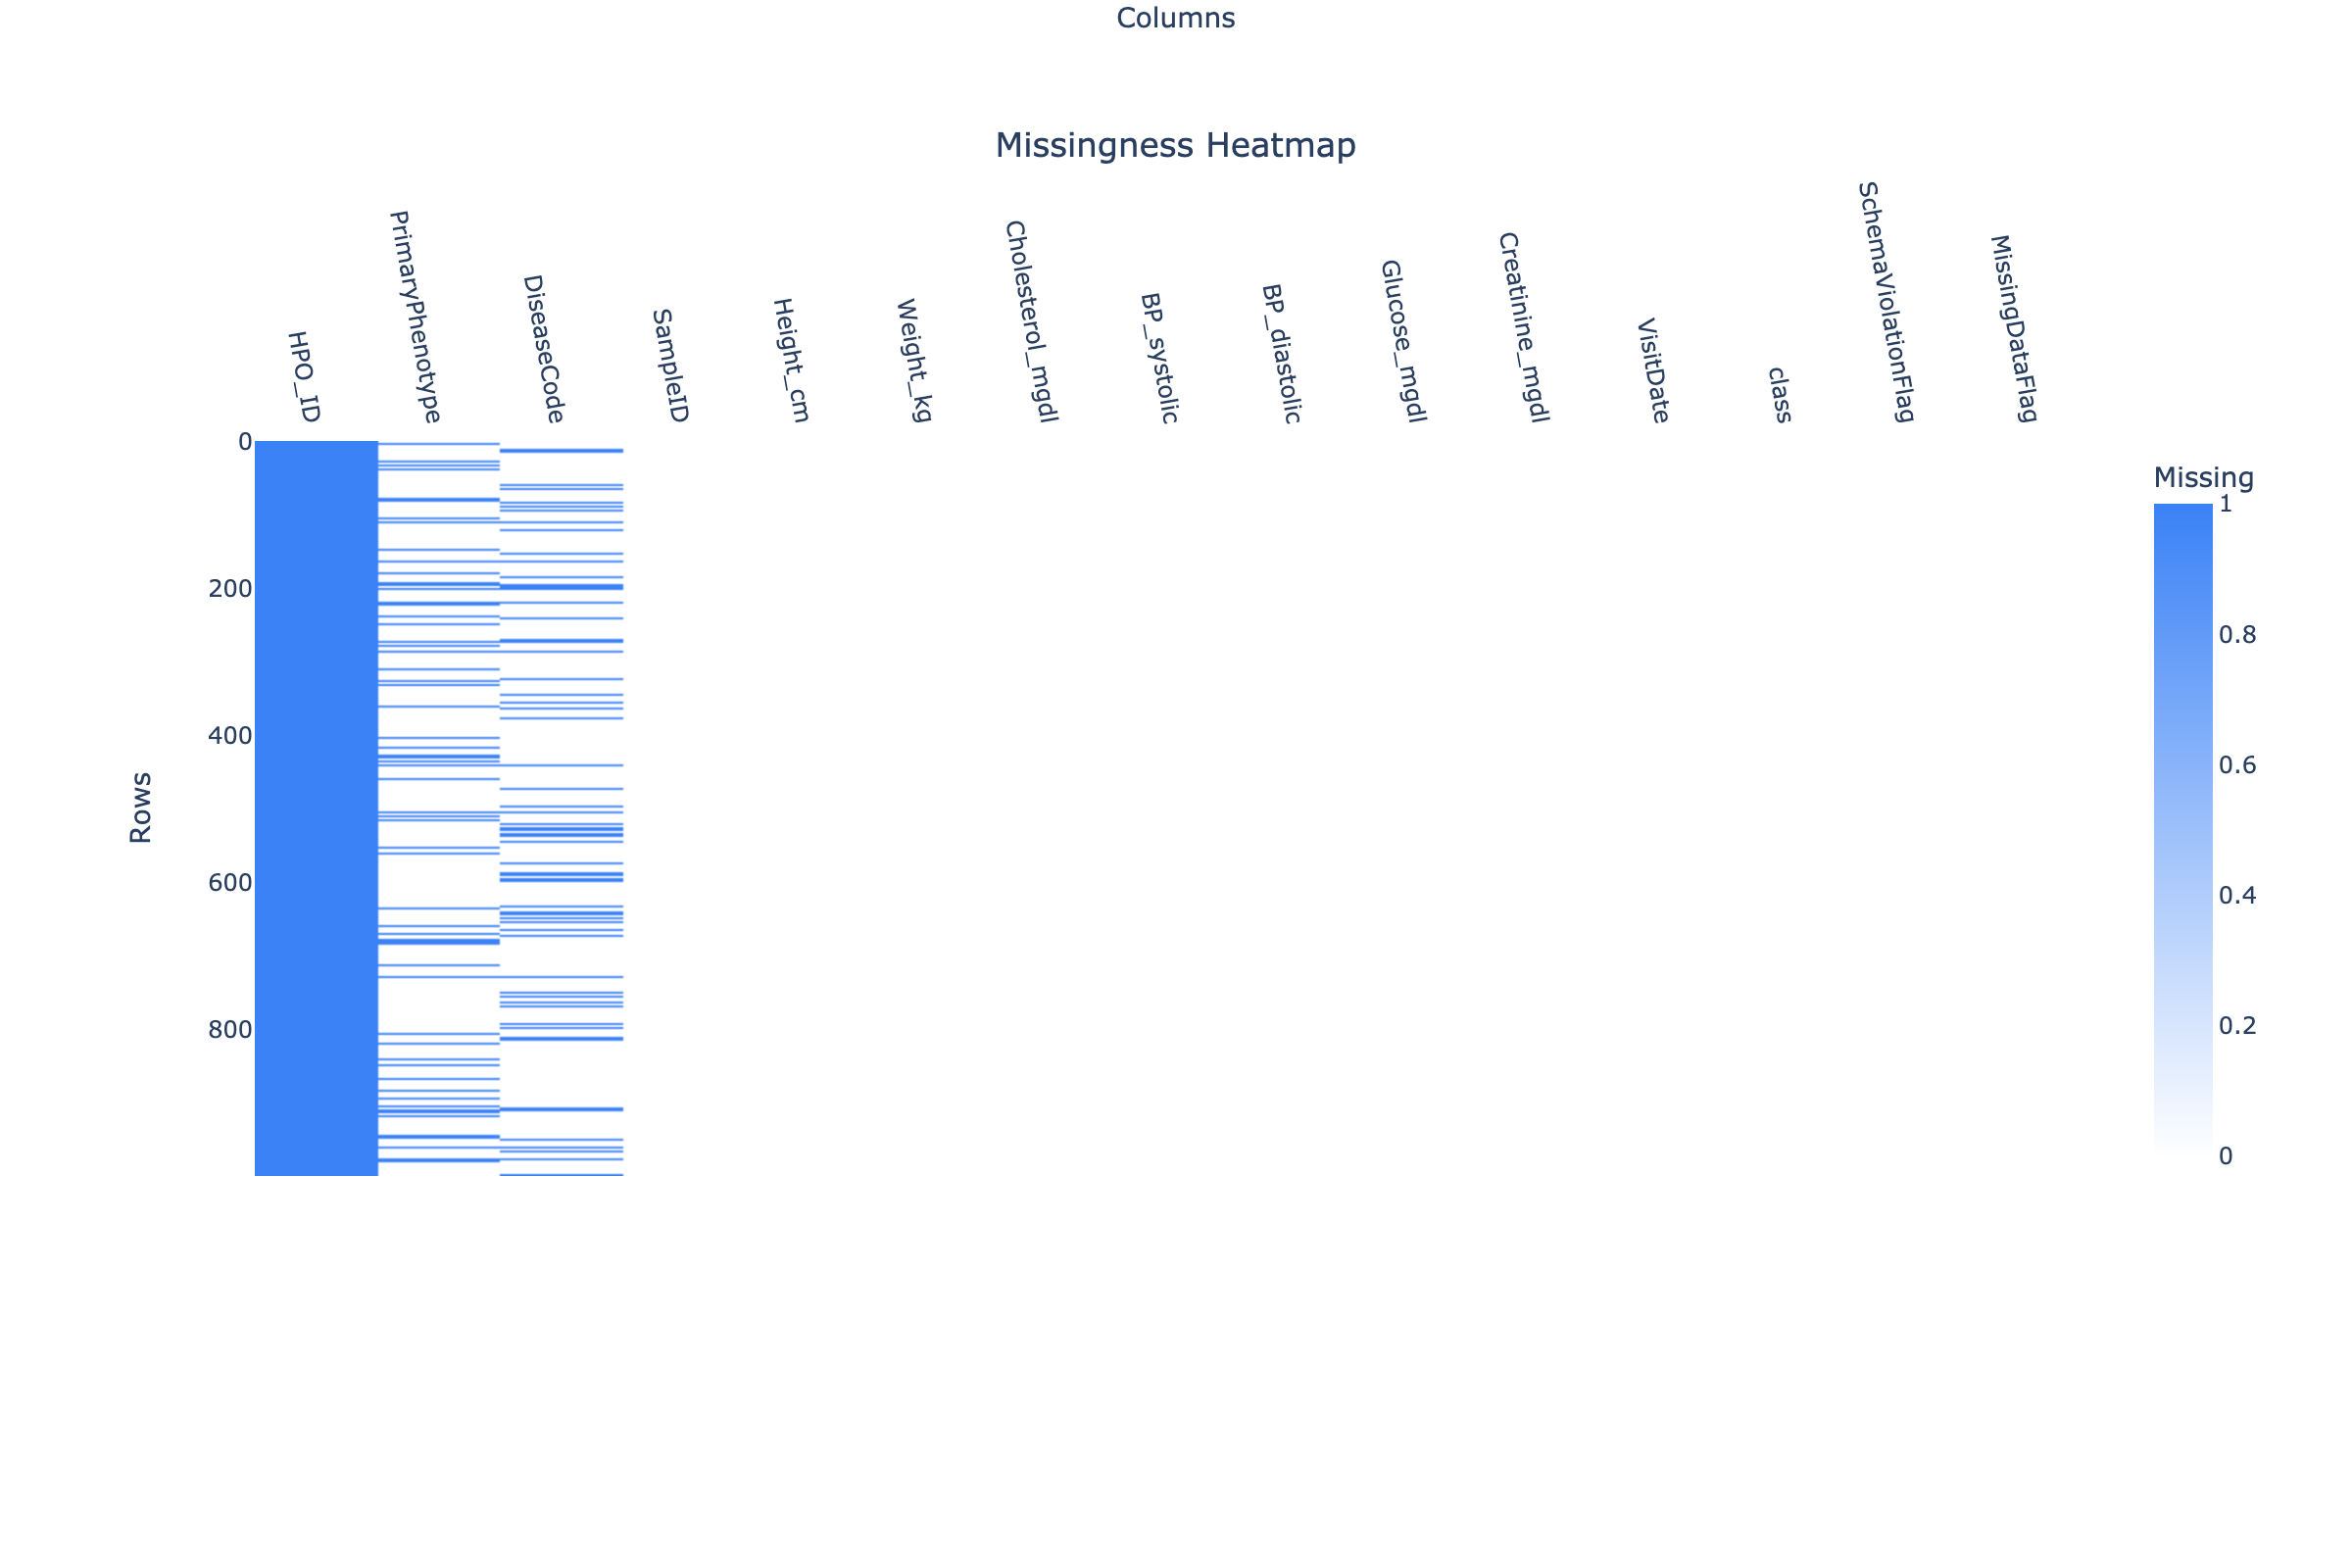 Columns
Missingness Heatmap
HPO_ID
PrimaryPhenotype
DiseaseCode
SampleID
Height_cm
Weight_kg
Cholesterol_mgdl
BP_systolic
BP_diastolic
Glucose_mgdl
Creatinine_mgdl
VisitDate
class
SchemaViolationFlag
MissingDataFlag
0
200
400
600
800
Rows
Missing
1
0.8
0.6
0.4
0.2
0